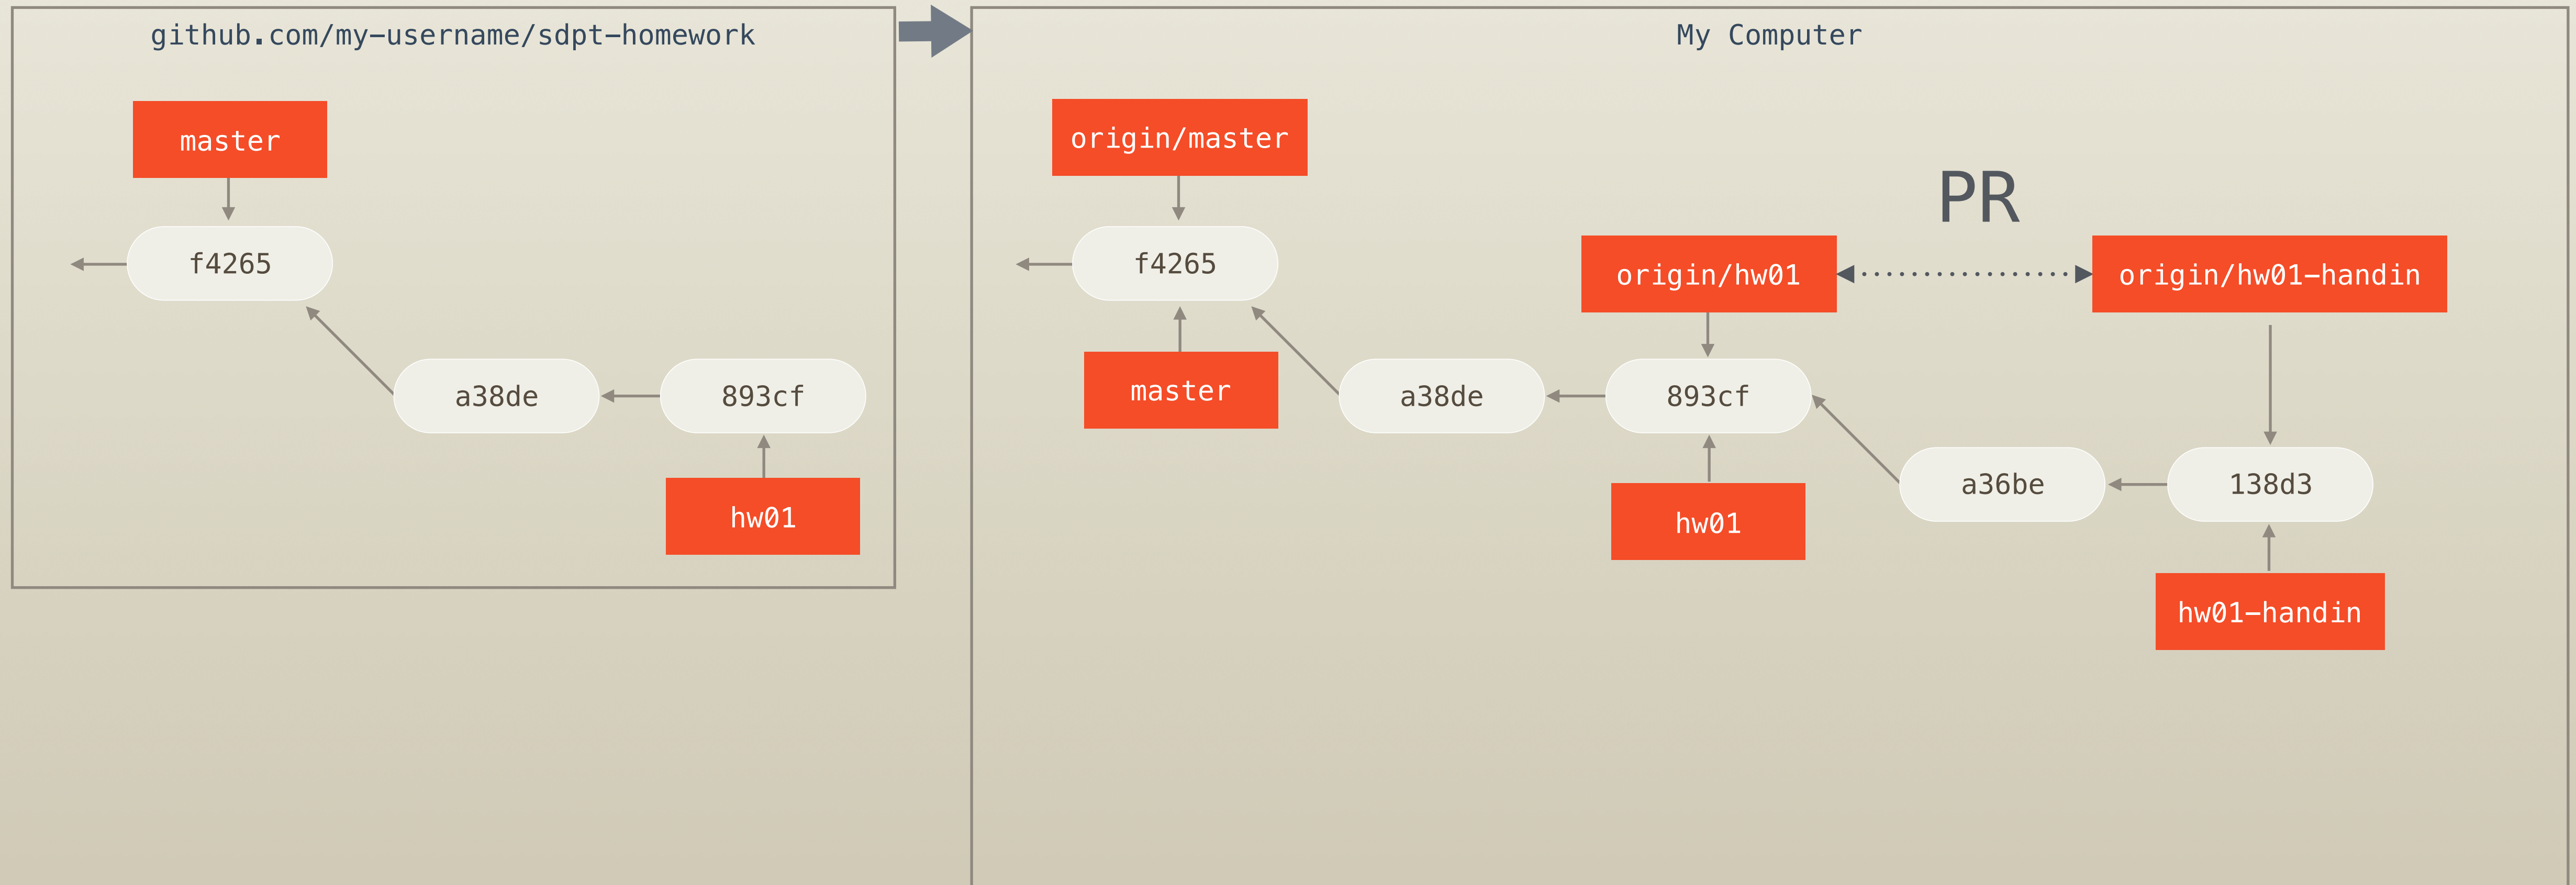 github.com/my-username/sdpt-homework
master
f4265
a38de
893cf
hw01
My Computer
origin/master
f4265
master
a38de
PR
origin/hw01
origin/hw01-handin
893cf
hw01
a36be
138d3
hw01-handin